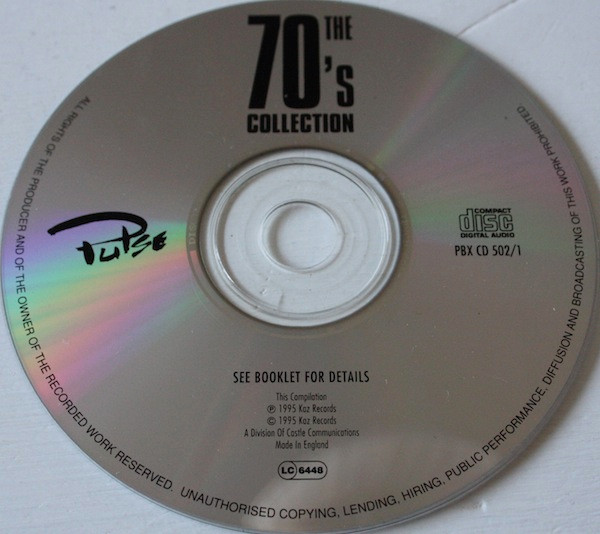 THE
70's
COLLECTION
Pulse
COMPACT
disc
DIGITAL AUDIO
PBX CD 502/1
SEE BOOKLET FOR DETAILS
This Compilation
℗ 1995 Kaz Records
© 1995 Kaz Records
A Division Of Castle Communications
Made In England
LC 6448
ALL RIGHTS OF THE PRODUCER AND OF THE OWNER OF THE RECORDED WORK RESERVED. UNAUTHORISED COPYING, LENDING, HIRING, PUBLIC PERFORMANCE, DIFFUSION AND BROADCASTING OF THIS WORK PROHIBITED